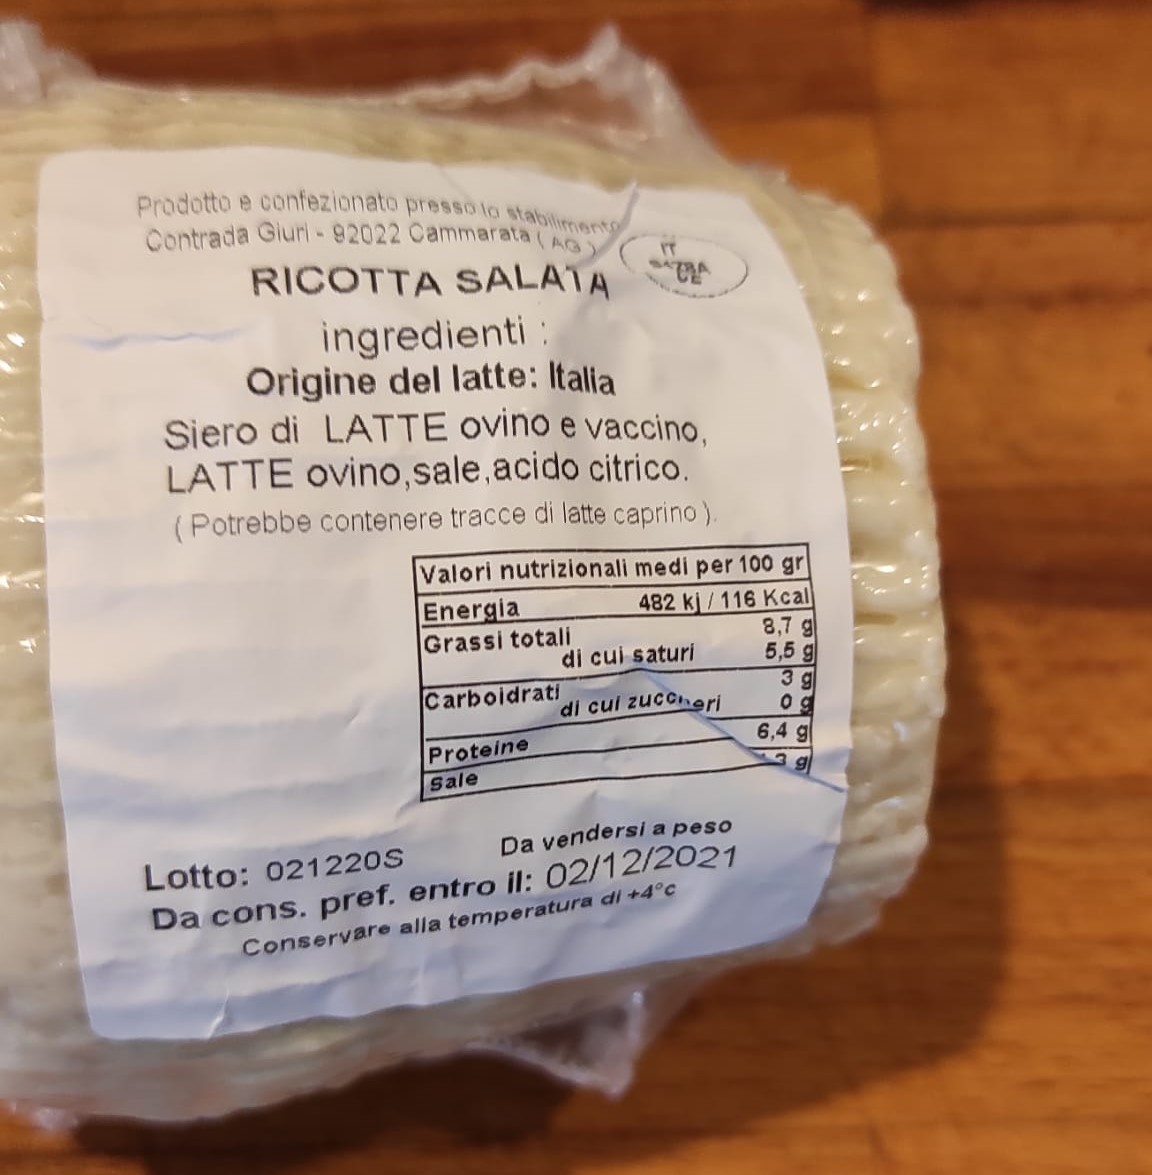 Prodotto e confezionato presso lo stabilimento
Contrada Giuri - 92022 Cammarata ( AG )
IT
CE
RICOTTA SALATA
ingredienti :
Origine del latte: Italia
Siero di LATTE ovino e vaccino,
LATTE ovino,sale,acido citrico.
( Potrebbe contenere tracce di latte caprino ).
Valori nutrizionali medi per 100 gr
Energia 482 kj / 116 Kcal
Grassi totali 8,7 g
di cui saturi 5,5 g
Carboidrati 3 g
di cui zuccheri 0 g
Proteine 6,4 g
Sale g
Da vendersi a peso
Lotto: 021220S
Da cons. pref. entro il: 02/12/2021
Conservare alla temperatura di +4°c